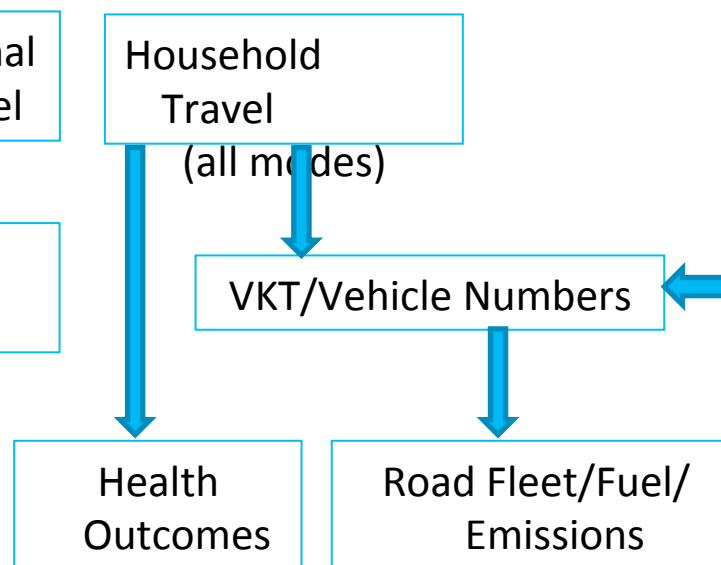 Household
Travel
(all modes)
VKT/Vehicle Numbers
Health
Outcomes
Road Fleet/Fuel/
Emissions